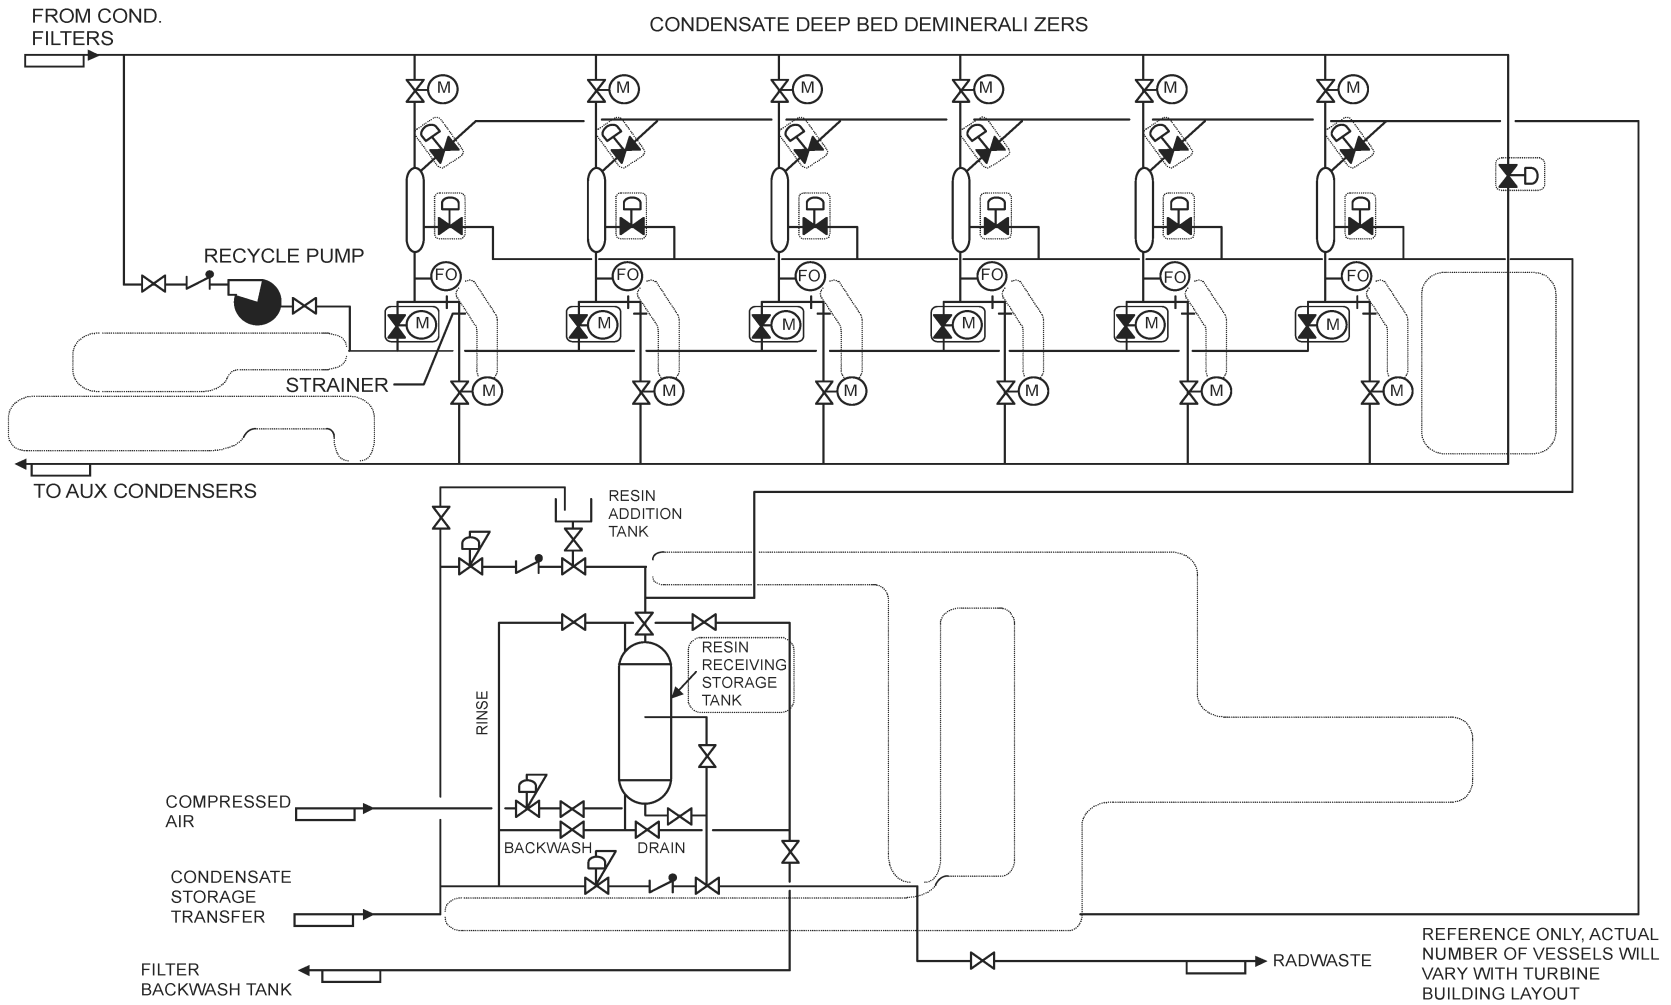 FROM COND.
FILTERS
CONDENSATE DEEP BED DEMINERALI ZERS
M M M M M M
RECYCLE PUMP
FO FO FO FO FO FO
M M M M M M
STRAINER
M M M M M M
TO AUX CONDENSERS
RESIN
ADDITION
TANK
RESIN
RECEIVING
STORAGE
TANK
RINSE
COMPRESSED
AIR
BACKWASH
DRAIN
CONDENSATE
STORAGE
TRANSFER
FILTER
BACKWASH TANK
RADWASTE
REFERENCE ONLY, ACTUAL
NUMBER OF VESSELS WILL
VARY WITH TURBINE
BUILDING LAYOUT